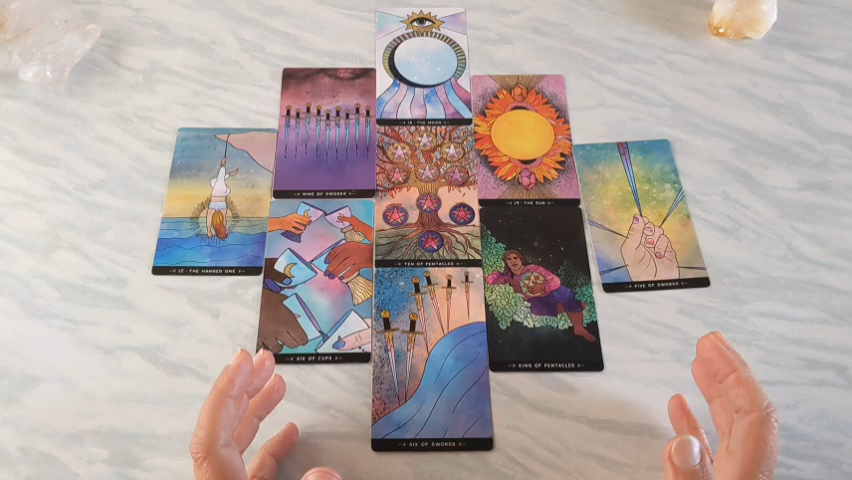 18 · THE MOON
NINE OF SWORDS
19 · THE SUN
12 · THE HANGED ONE
TEN OF PENTACLES
FIVE OF SWORDS
SIX OF CUPS
KING OF PENTACLES
SIX OF SWORDS